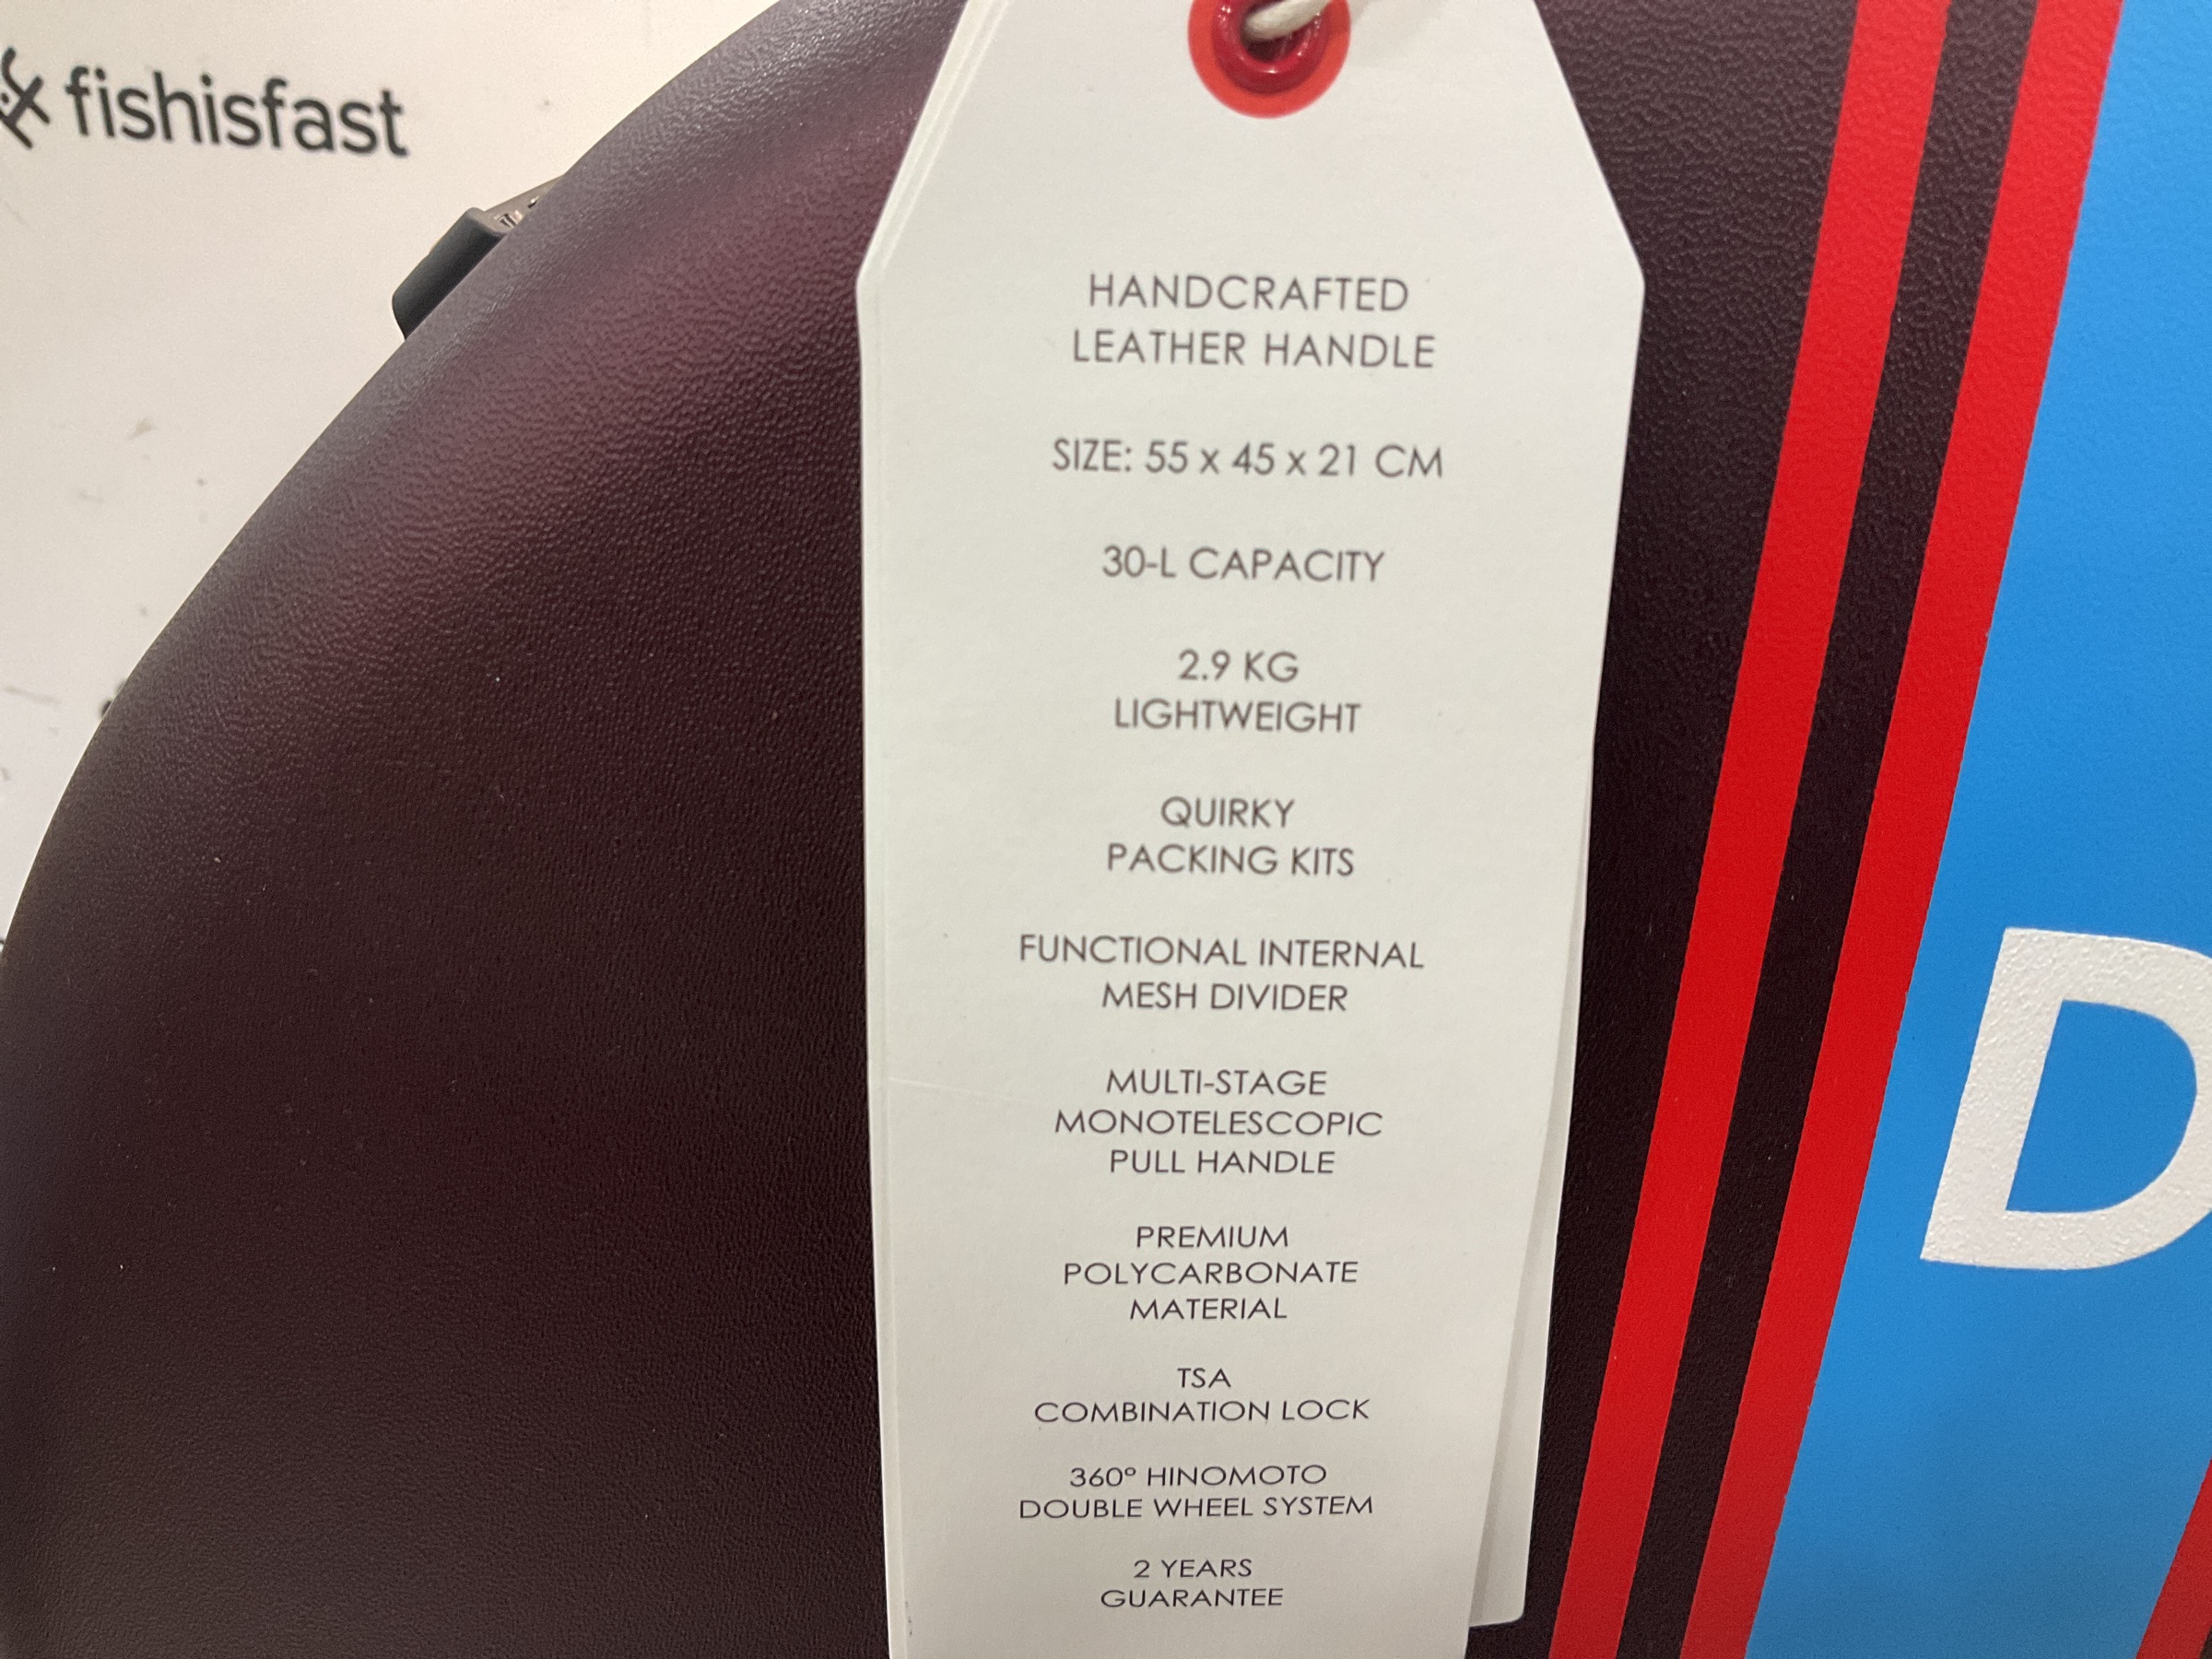 fishisfast
HANDCRAFTED
LEATHER HANDLE
SIZE: 55 x 45 x 21 CM
30-L CAPACITY
2.9 KG
LIGHTWEIGHT
QUIRKY
PACKING KITS
FUNCTIONAL INTERNAL
MESH DIVIDER
MULTI-STAGE
MONOTELESCOPIC
PULL HANDLE
PREMIUM
POLYCARBONATE
MATERIAL
TSA
COMBINATION LOCK
360° HINOMOTO
DOUBLE WHEEL SYSTEM
2 YEARS
GUARANTEE
D